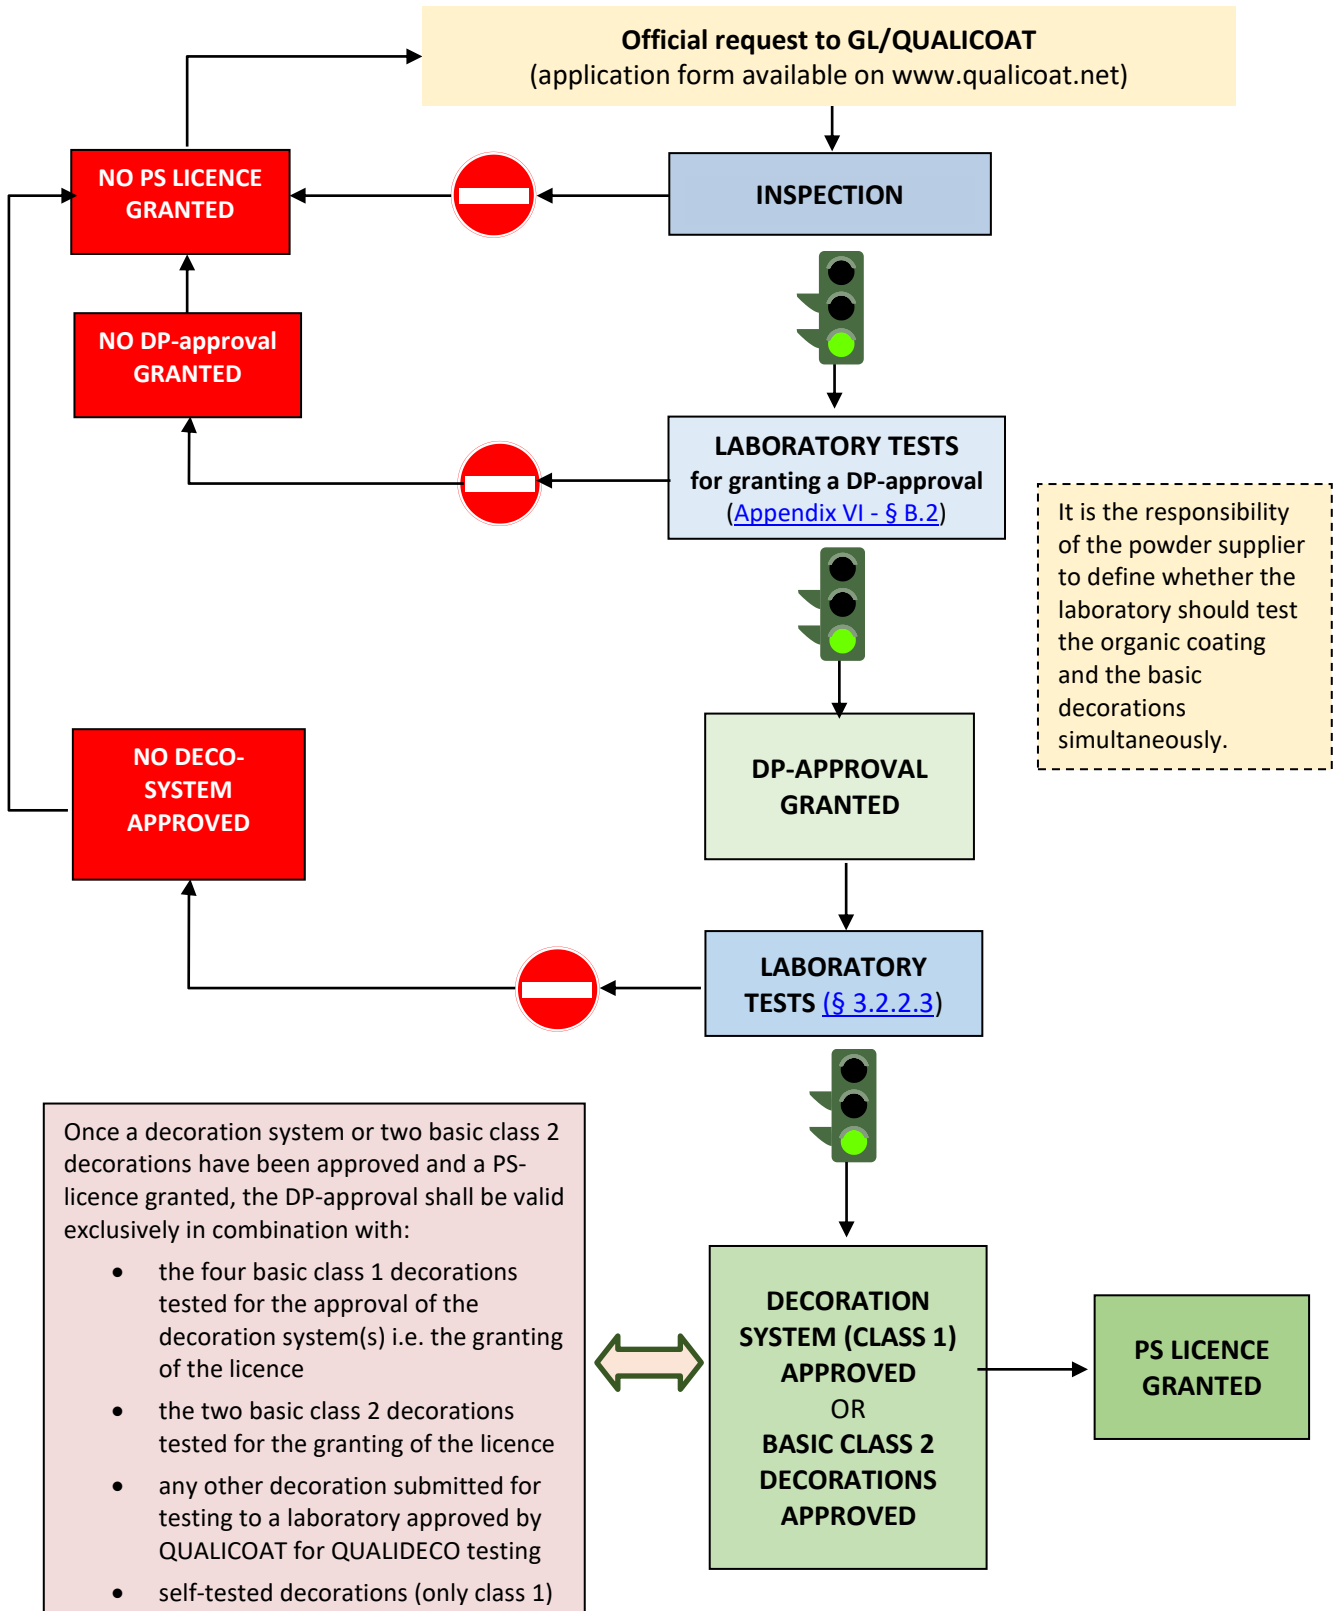 Official request to GL/QUALICOAT
(application form available on www.qualicoat.net)
NO PS LICENCE
GRANTED
INSPECTION
NO DP-approval
GRANTED
LABORATORY TESTS
for granting a DP-approval
(Appendix VI - § B.2)
It is the responsibility
of the powder supplier
to define whether the
laboratory should test
the organic coating
and the basic
decorations
simultaneously.
NO DECO-
SYSTEM
APPROVED
DP-APPROVAL
GRANTED
LABORATORY
TESTS (§ 3.2.2.3)
Once a decoration system or two basic class 2
decorations have been approved and a PS-
licence granted, the DP-approval shall be valid
exclusively in combination with:
• the four basic class 1 decorations
tested for the approval of the
decoration system(s) i.e. the granting
of the licence
• the two basic class 2 decorations
tested for the granting of the licence
• any other decoration submitted for
testing to a laboratory approved by
QUALICOAT for QUALIDECO testing
• self-tested decorations (only class 1)
DECORATION
SYSTEM (CLASS 1)
APPROVED
OR
BASIC CLASS 2
DECORATIONS
APPROVED
PS LICENCE
GRANTED